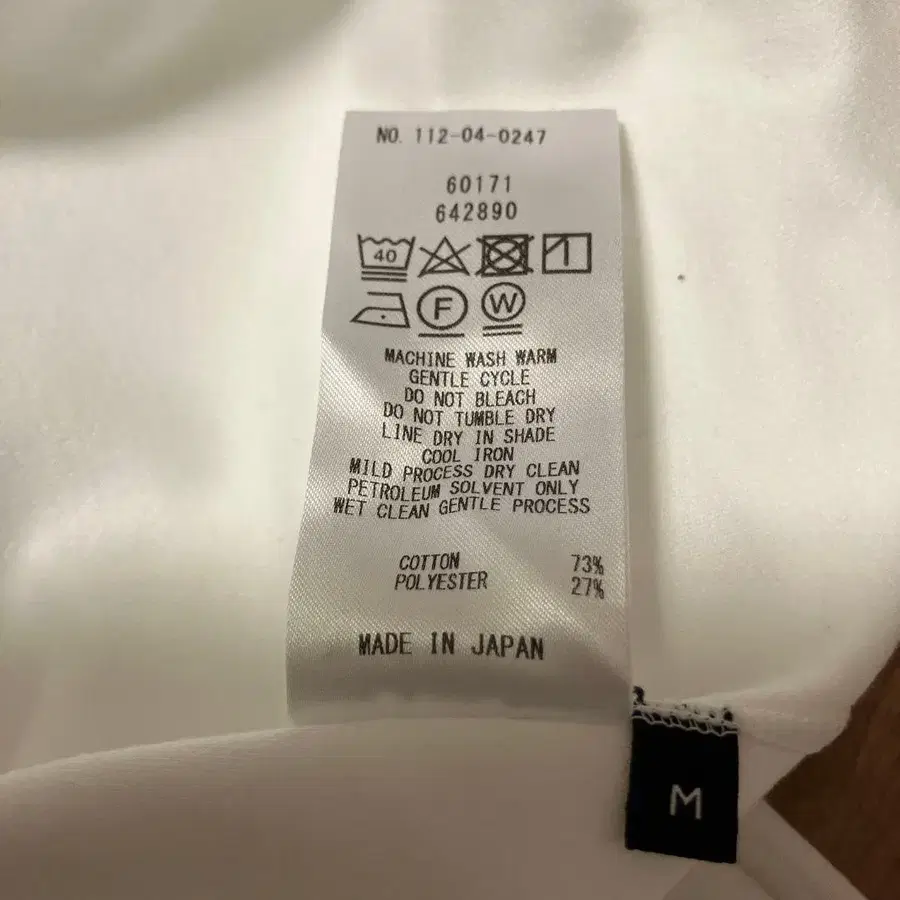 NO. 112-04-0247
60171
642890
40
F
W
MACHINE WASH WARM
GENTLE CYCLE
DO NOT BLEACH
DO NOT TUMBLE DRY
LINE DRY IN SHADE
COOL IRON
MILD PROCESS DRY CLEAN
PETROLEUM SOLVENT ONLY
WET CLEAN GENTLE PROCESS
COTTON 73%
POLYESTER 27%
MADE IN JAPAN
M